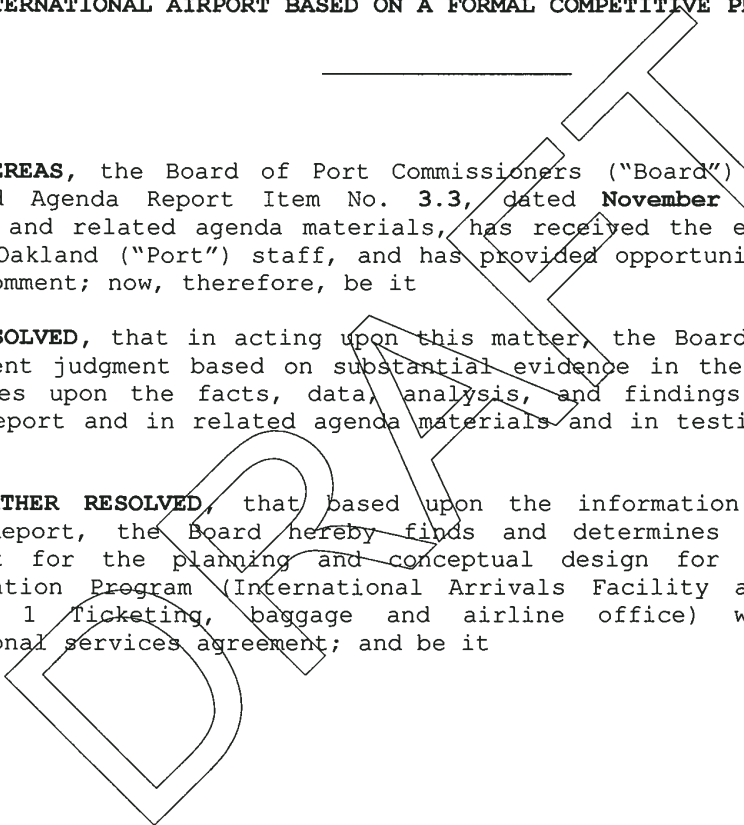 TERNATIONAL AIRPORT BASED ON A FORMAL COMPETITIVE P
EREAS, the Board of Port Commissioners ("Board")
d Agenda Report Item No. 3.3, dated November
and related agenda materials, has received the e
Oakland ("Port") staff, and has provided opportuni
omment; now, therefore, be it
SOLVED, that in acting upon this matter, the Board
ent judgment based on substantial evidence in the
es upon the facts, data, analysis, and findings
eport and in related agenda materials and in testi
THER RESOLVED, that based upon the information
eport, the Board hereby finds and determines
t for the planning and conceptual design for
ation Program (International Arrivals Facility a
1 Ticketing, baggage and airline office) w
onal services agreement; and be it
DRAFT